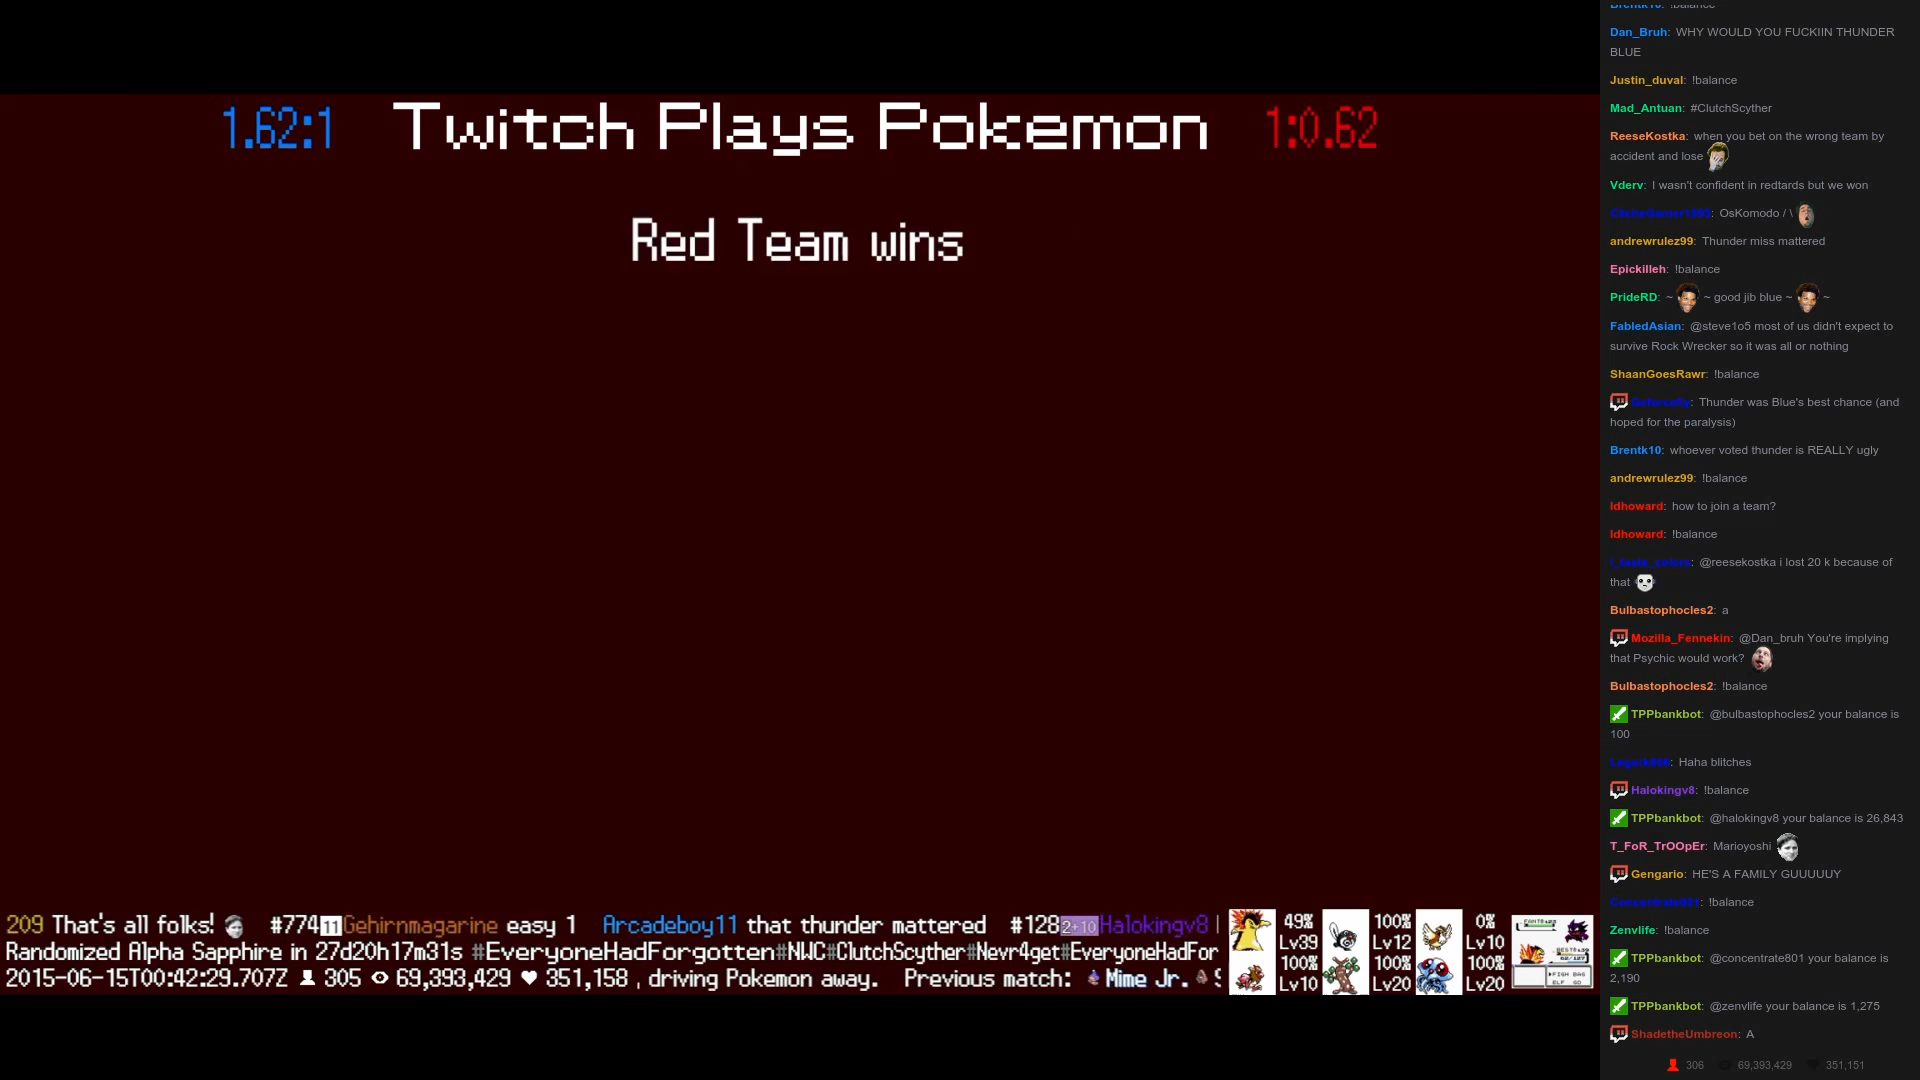 1.62:1 Twitch Plays Pokemon 1:0.62
Red Team wins
209 That's all folks! #774 11 Gehirnmagarine easy 1 Arcadeboy11 that thunder mattered #128 2+10 Halokingv8
Randomized Alpha Sapphire in 27d20h17m31s #EveryoneHadForgotten#NWC#ClutchScyther#Nevr4get#EveryoneHadFor
2015-06-15T00:42:29.707Z 305 69,393,429 351,158 , driving Pokemon away. Previous match: Mime Jr.
49% 100% 0%
Lv39 Lv12 Lv10
100% 100% 100%
Lv10 Lv20 Lv20
Brentk10: !balance
Dan_Bruh: WHY WOULD YOU FUCKIIN THUNDER
BLUE
Justin_duval: !balance
Mad_Antuan: #ClutchScyther
ReeseKostka: when you bet on the wrong team by
accident and lose
Vderv: I wasn't confident in redtards but we won
OsKomodo / \
andrewrulez99: Thunder miss mattered
Epickilleh: !balance
PrideRD: ~ ~ good jib blue ~ ~
FabledAsian: @steve1o5 most of us didn't expect to
survive Rock Wrecker so it was all or nothing
ShaanGoesRawr: !balance
Thunder was Blue's best chance (and
hoped for the paralysis)
Brentk10: whoever voted thunder is REALLY ugly
andrewrulez99: !balance
Idhoward: how to join a team?
Idhoward: !balance
@reesekostka i lost 20 k because of
that
Bulbastophocles2: a
Mozilla_Fennekin: @Dan_bruh You're implying
that Psychic would work?
Bulbastophocles2: !balance
TPPbankbot: @bulbastophocles2 your balance is
100
Haha blitches
Halokingv8: !balance
TPPbankbot: @halokingv8 your balance is 26,843
T_FoR_TrOOpEr: Marioyoshi
Gengario: HE'S A FAMILY GUUUUUY
Concentrate801: !balance
Zenvlife: !balance
TPPbankbot: @concentrate801 your balance is
2,190
TPPbankbot: @zenvlife your balance is 1,275
ShadetheUmbreon: A
306 69,393,429 351,151